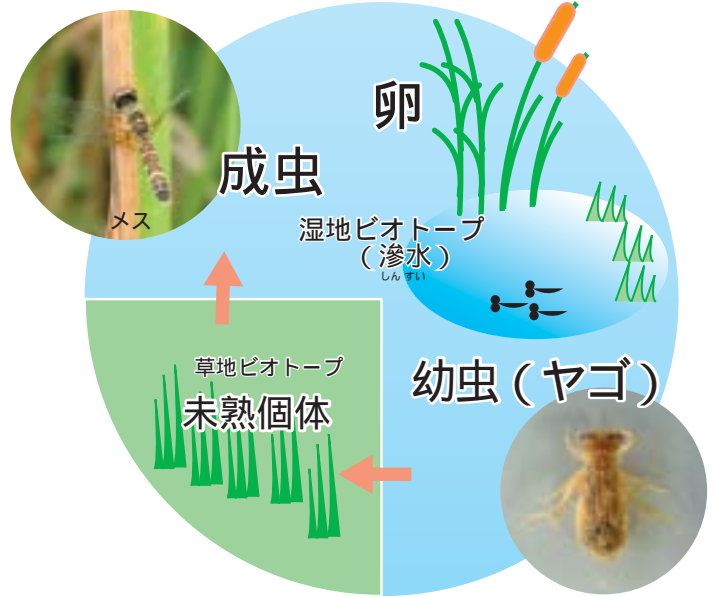 卵
成虫
メス
湿地ビオトープ
（滲水）
しん すい
草地ビオトープ
未熟個体
幼虫（ヤゴ）